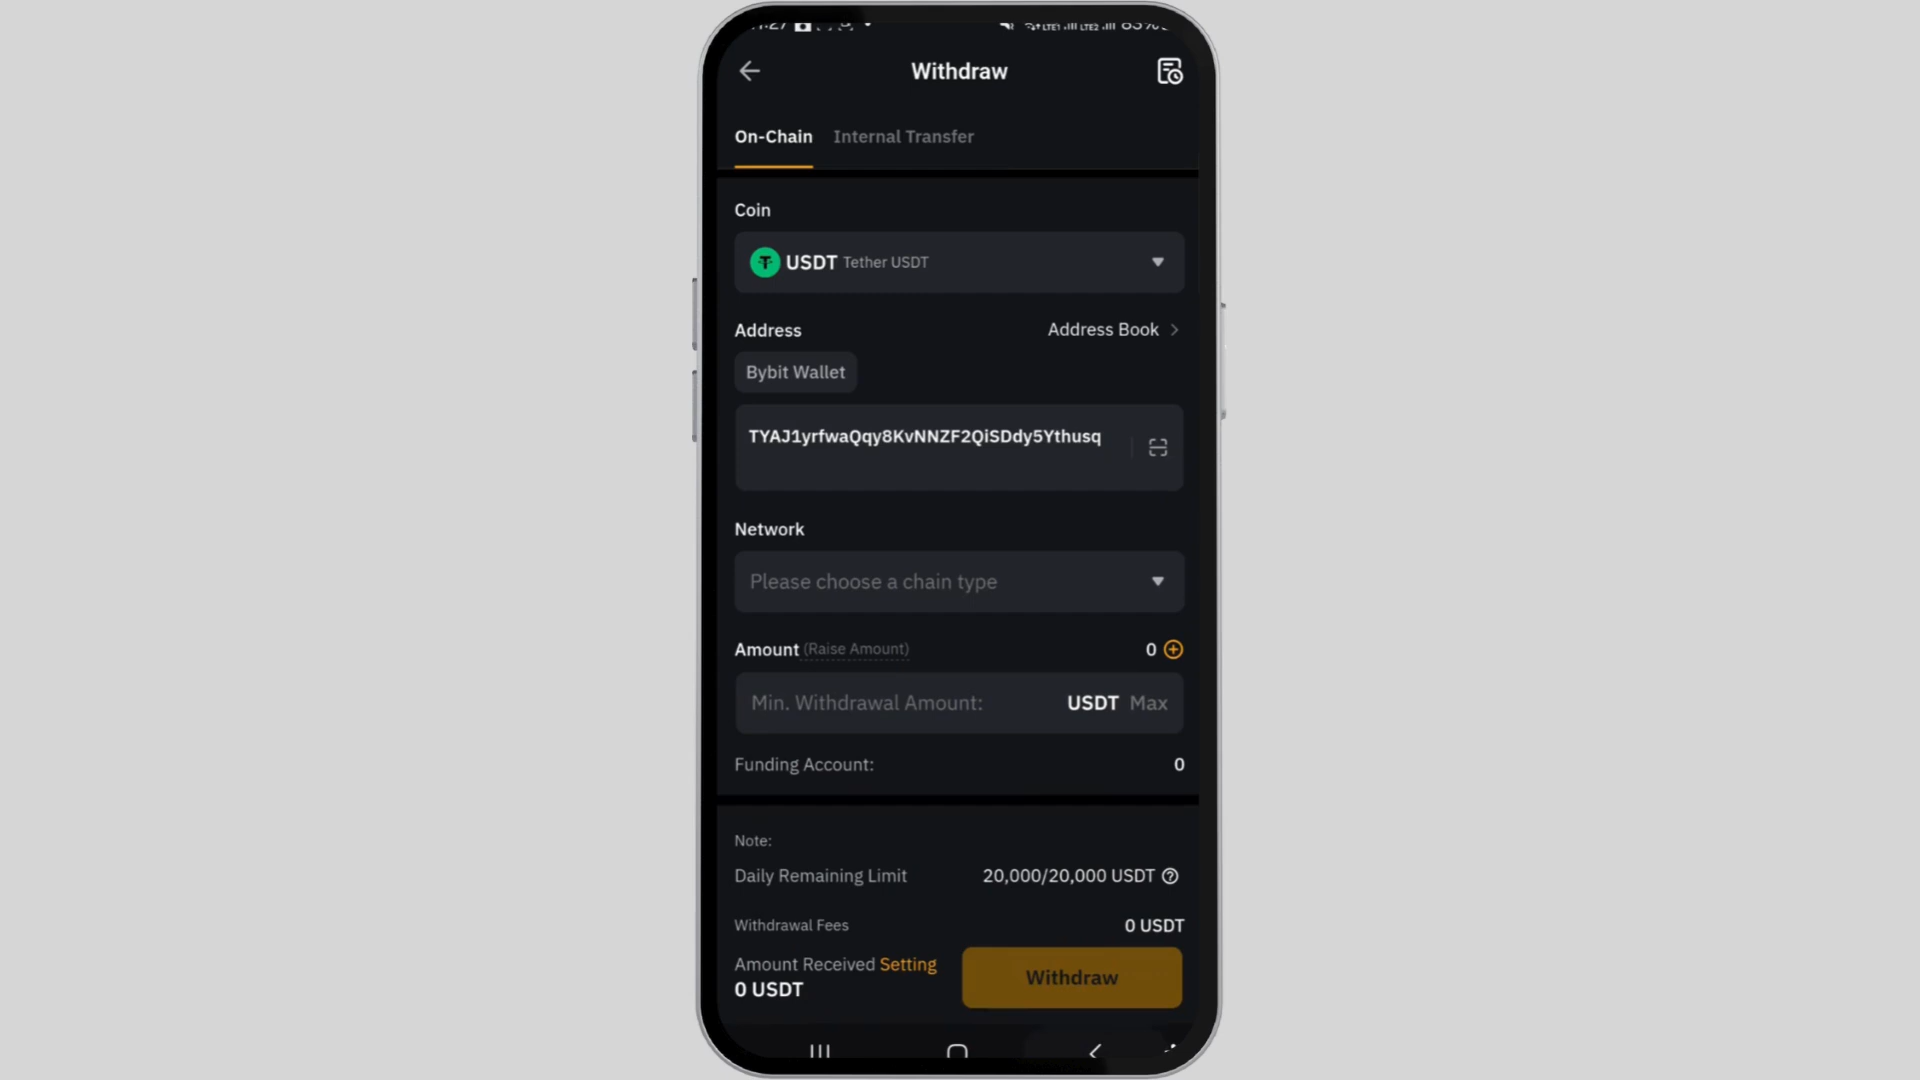 Withdraw
On-Chain Internal Transfer
Coin
USDT Tether USDT
Address Address Book
Bybit Wallet
TYAJ1yrfwaQqy8KvNNZF2QiSDdy5Ythusq
Network
Please choose a chain type
Amount (Raise Amount) 0
Min. Withdrawal Amount: USDT Max
Funding Account: 0
Note:
Daily Remaining Limit 20,000/20,000 USDT
Withdrawal Fees 0 USDT
Amount Received Setting
0 USDT
Withdraw